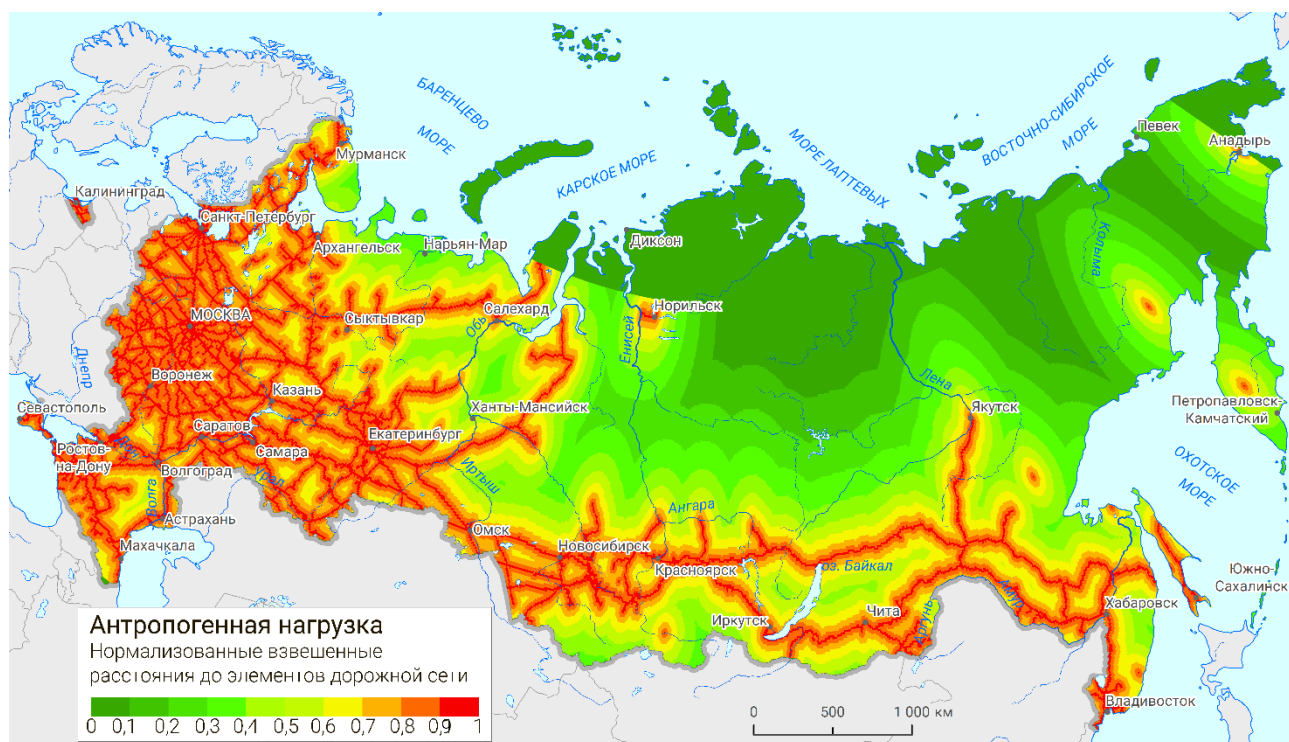 БАРЕНЦЕВО
МОРЕ
КАРСКОЕ МОРЕ
МОРЕ ЛАПТЕВЫХ
ВОСТОЧНО-СИБИРСКОЕ
МОРЕ
Певек
Анадырь
Мурманск
Калининград
Санкт-Петербург
Архангельск
Нарьян-Мар
Диксон
Колыма
МОСКВА
Сыктывкар
Салехард
Обь
Норильск
Енисей
Днепр
Воронеж
Казань
Лена
Якутск
Петропавловск-
Камчатский
Севастополь
Ханты-Мансийск
Ростов-
на-Дону
Дон
Саратов
Самара
Екатеринбург
ОХОТСКОЕ
МОРЕ
Волгоград
Урал
Иртыш
Волга
Астрахань
Омск
Ангара
Махачкала
Новосибирск
Красноярск
оз. Байкал
Южно-
Сахалинск
Иркутск
Чита
Аргунь
Амур
Хабаровск
Владивосток
Антропогенная нагрузка
Нормализованные взвешенные
расстояния до элементов дорожной сети
0 0,1 0,2 0,3 0,4 0,5 0,6 0,7 0,8 0,9 1
0 500 1 000 км